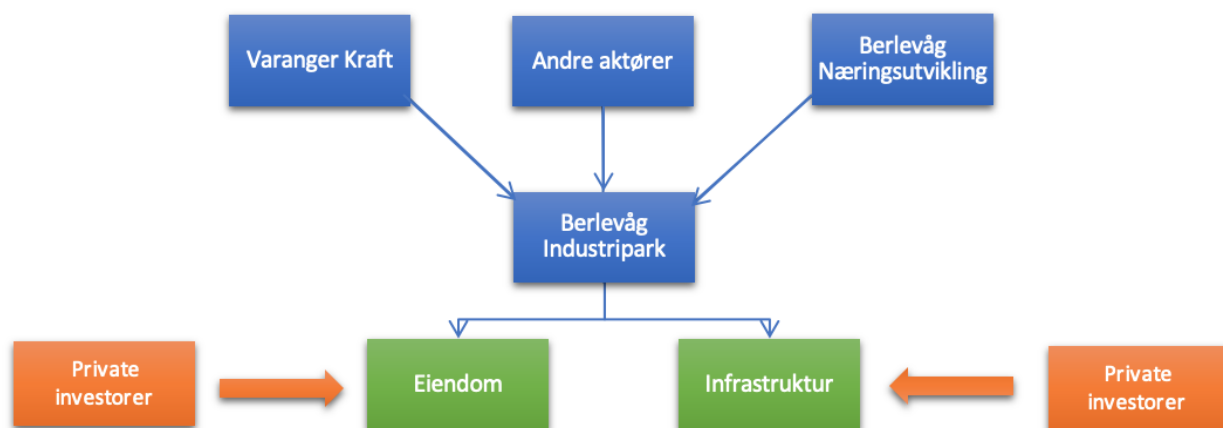 Varanger Kraft
Andre aktører
Berlevåg
Næringsutvikling
Berlevåg
Industripark
Private
investorer
Eiendom
Infrastruktur
Private
investorer